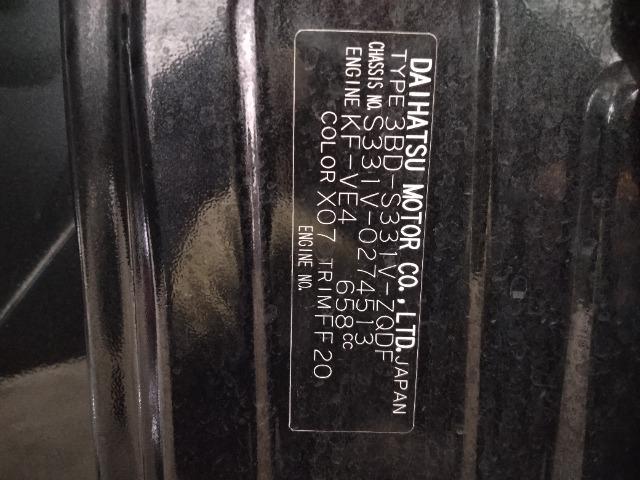 DAIHATSU MOTOR CO.,LTD. JAPAN
TYPE 3BD-S331V-ZQDF
CHASSIS NO. S331V-0274513
ENGINE KF-VE4 658cc
COLOR X07 TRIM FF20
ENGINE NO.